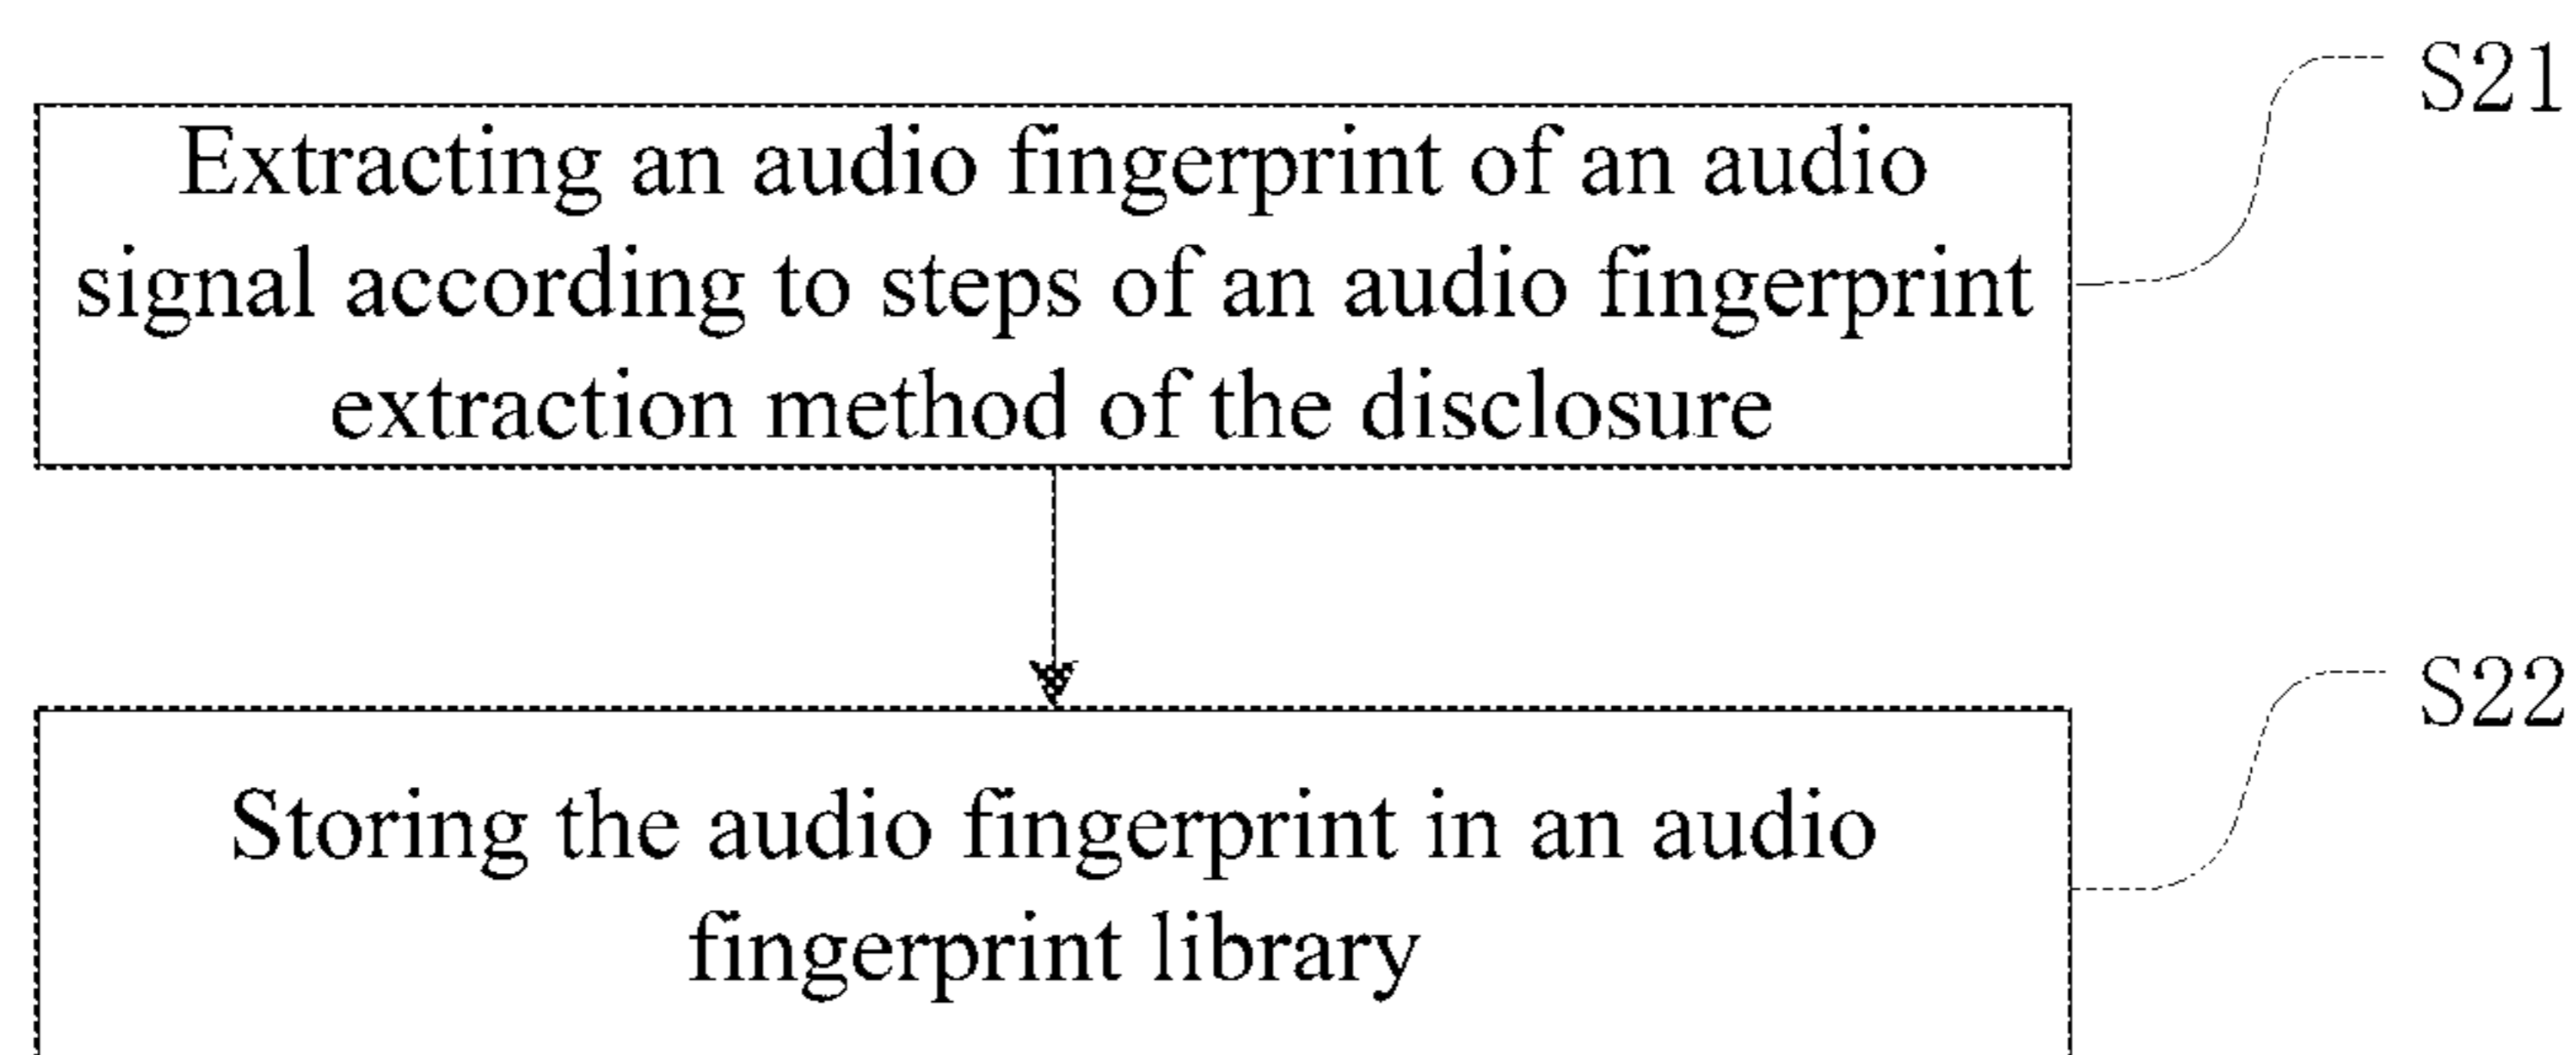 S21
Extracting an audio fingerprint of an audio
signal according to steps of an audio fingerprint
extraction method of the disclosure
S22
Storing the audio fingerprint in an audio
fingerprint library